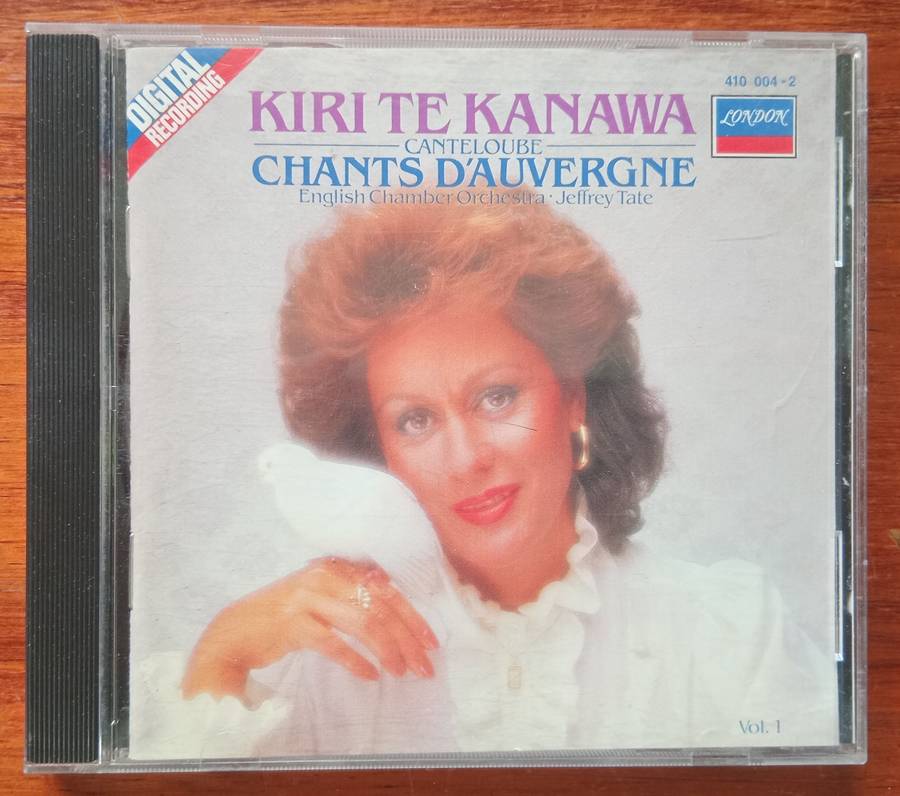 DIGITAL
RECORDING
410 004-2
KIRI TE KANAWA
LONDON
CANTELOUBE
CHANTS D'AUVERGNE
English Chamber Orchestra · Jeffrey Tate
Vol. 1